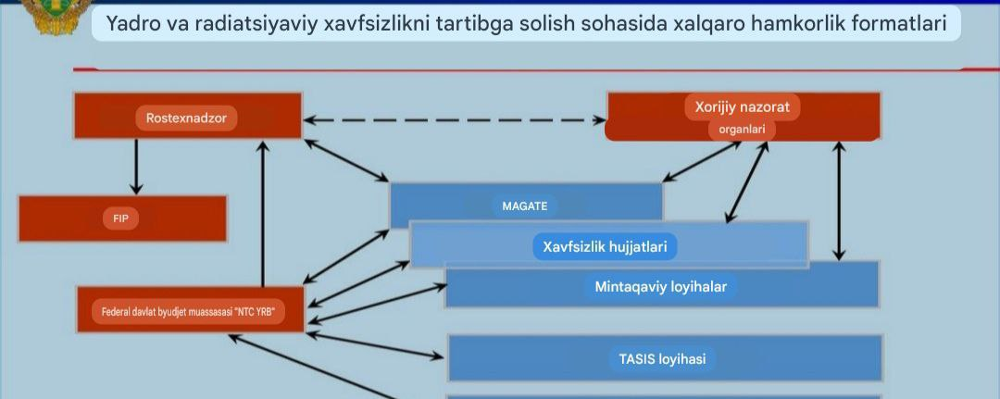 Yadro va radiatsiyaviy xavfsizlikni tartibga solish sohasida xalqaro hamkorlik formatlari
Rostexnadzor
Xorijiy nazorat
organlari
MAGATE
FIP
Xavfsizlik hujjatlari
Mintaqaviy loyihalar
Federal davlat byudjet muassasasi "NTC YRB"
TASIS loyihasi